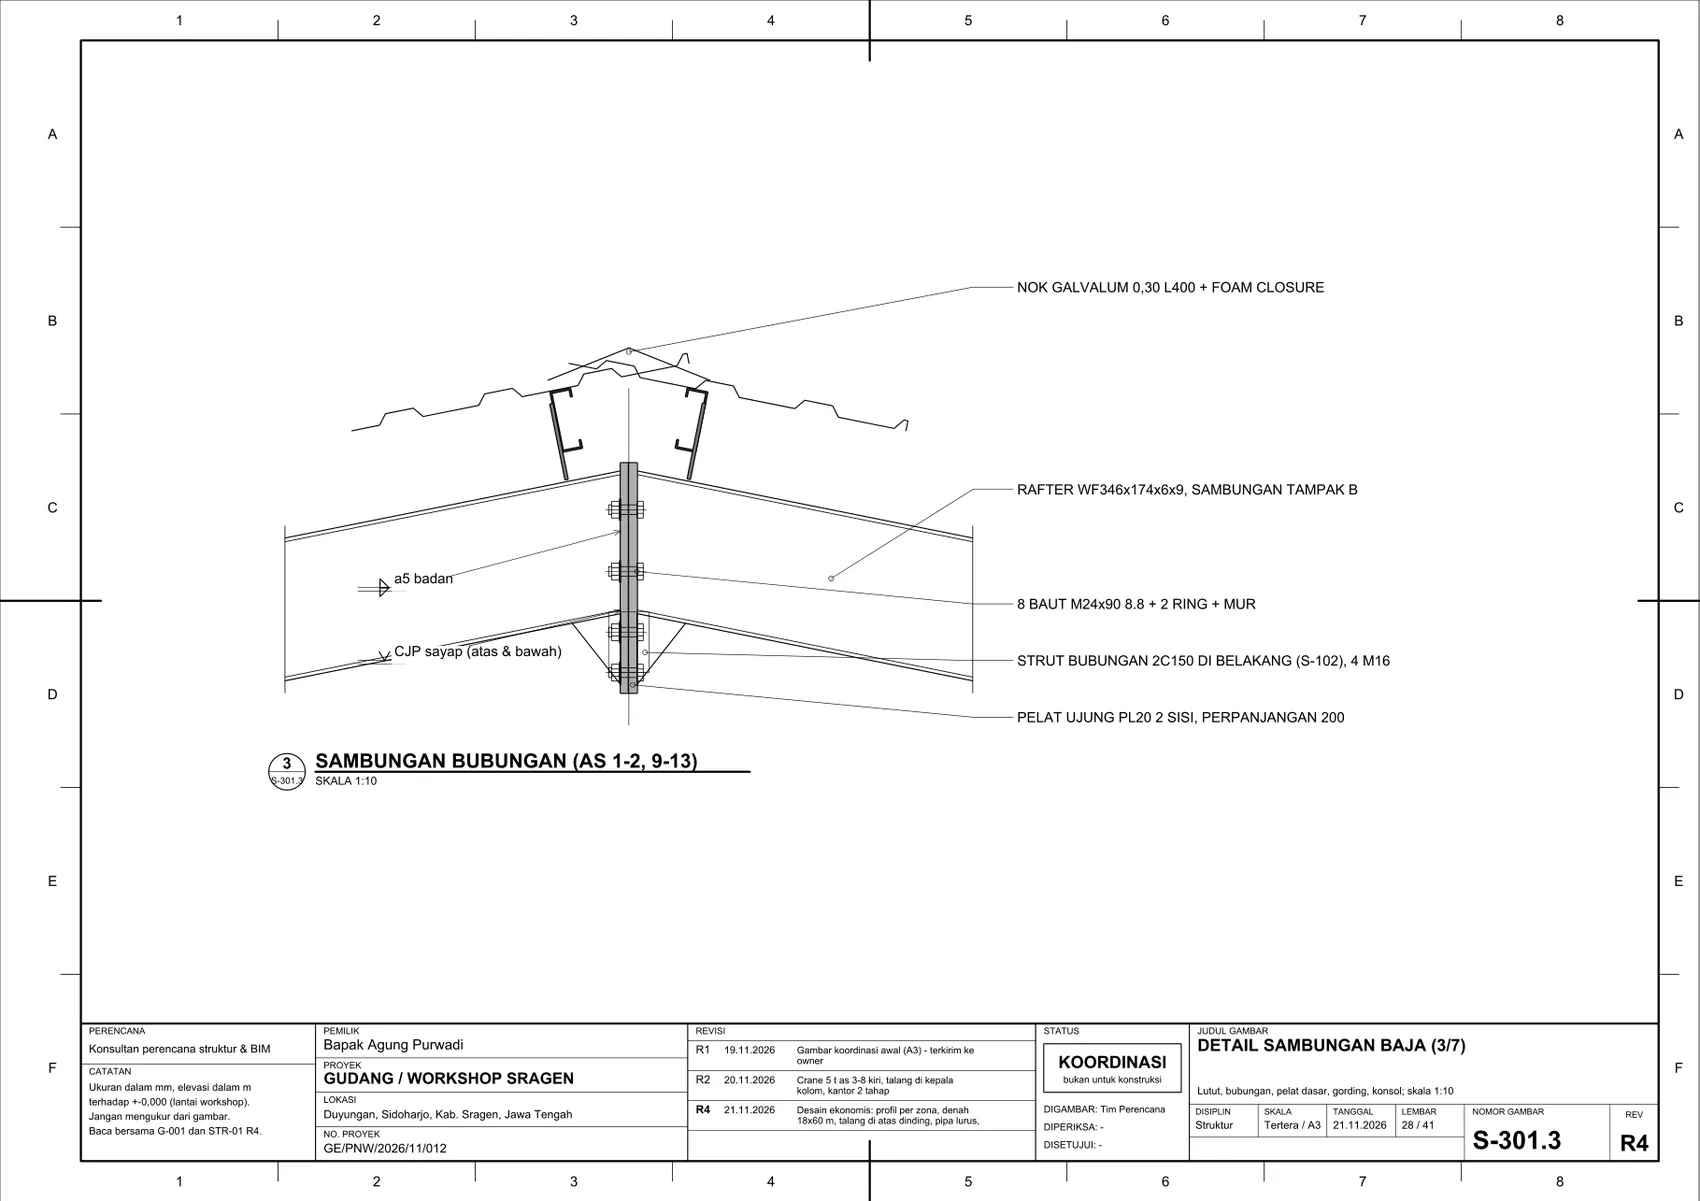 1 2 3 4 5 6 7 8
A A
B B
C C
D D
E E
F F
NOK GALVALUM 0,30 L400 + FOAM CLOSURE
RAFTER WF346x174x6x9, SAMBUNGAN TAMPAK B
a5 badan
8 BAUT M24x90 8.8 + 2 RING + MUR
CJP sayap (atas & bawah)
STRUT BUBUNGAN 2C150 DI BELAKANG (S-102), 4 M16
PELAT UJUNG PL20 2 SISI, PERPANJANGAN 200
3
S-301.3
SAMBUNGAN BUBUNGAN (AS 1-2, 9-13)
SKALA 1:10
PERENCANA
Konsultan perencana struktur & BIM
CATATAN
Ukuran dalam mm, elevasi dalam m
terhadap +-0,000 (lantai workshop).
Jangan mengukur dari gambar.
Baca bersama G-001 dan STR-01 R4.
PEMILIK
Bapak Agung Purwadi
PROYEK
GUDANG / WORKSHOP SRAGEN
LOKASI
Duyungan, Sidoharjo, Kab. Sragen, Jawa Tengah
NO. PROYEK
GE/PNW/2026/11/012
REVISI
R1 19.11.2026 Gambar koordinasi awal (A3) - terkirim ke
owner
R2 20.11.2026 Crane 5 t as 3-8 kiri, talang di kepala
kolom, kantor 2 tahap
R4 21.11.2026 Desain ekonomis: profil per zona, denah
18x60 m, talang di atas dinding, pipa lurus,
STATUS
KOORDINASI
bukan untuk konstruksi
DIGAMBAR: Tim Perencana
DIPERIKSA: -
DISETUJUI: -
JUDUL GAMBAR
DETAIL SAMBUNGAN BAJA (3/7)
Lutut, bubungan, pelat dasar, gording, konsol; skala 1:10
DISIPLIN
Struktur
SKALA
Tertera / A3
TANGGAL
21.11.2026
LEMBAR
28 / 41
NOMOR GAMBAR
S-301.3
REV
R4
1 2 3 4 5 6 7 8